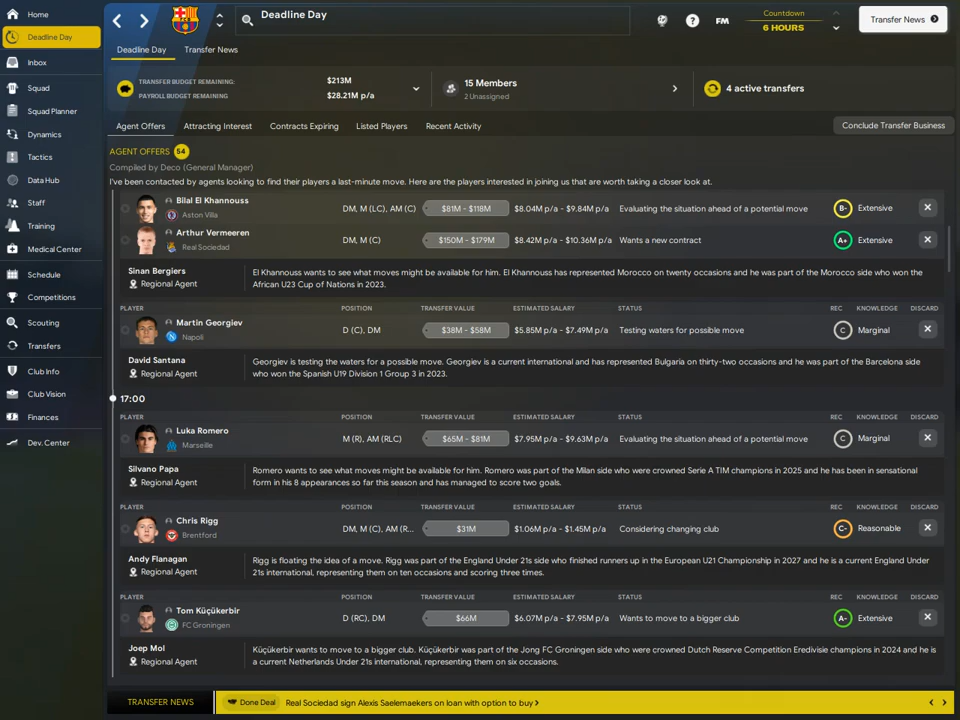 Home
Deadline Day
Inbox
Squad
Squad Planner
Dynamics
Tactics
Data Hub
Staff
Training
Medical Center
Schedule
Competitions
Scouting
Transfers
Club Info
Club Vision
Finances
Dev. Center
Deadline Day
?
FM
Countdown
6 HOURS
Transfer News
Deadline Day
Transfer News
TRANSFER BUDGET REMAINING:
$213M
PAYROLL BUDGET REMAINING
$28.21M p/a
15 Members
2 Unassigned
4 active transfers
Agent Offers
Attracting Interest
Contracts Expiring
Listed Players
Recent Activity
Conclude Transfer Business
AGENT OFFERS 54
Compiled by Deco (General Manager)
I've been contacted by agents looking to find their players a last-minute move. Here are the players interested in joining us that are worth taking a closer look at.
Bilal El Khannouss
Aston Villa
DM, M (LC), AM (C)
$81M - $118M
$8.04M p/a - $9.84M p/a
Evaluating the situation ahead of a potential move
B-
Extensive
Arthur Vermeeren
Real Sociedad
DM, M (C)
$150M - $179M
$8.42M p/a - $10.36M p/a
Wants a new contract
A+
Extensive
Sinan Bergiers
Regional Agent
El Khannouss wants to see what moves might be available for him. El Khannouss has represented Morocco on twenty occasions and he was part of the Morocco side who won the
African U23 Cup of Nations in 2023.
PLAYER POSITION TRANSFER VALUE ESTIMATED SALARY STATUS REC KNOWLEDGE DISCARD
Martin Georgiev
Napoli
D (C), DM
$38M - $58M
$5.85M p/a - $7.49M p/a
Testing waters for possible move
C
Marginal
David Santana
Regional Agent
Georgiev is testing the waters for a possible move. Georgiev is a current international and has represented Bulgaria on thirty-two occasions and he was part of the Barcelona side
who won the Spanish U19 Division 1 Group 3 in 2023.
17:00
PLAYER POSITION TRANSFER VALUE ESTIMATED SALARY STATUS REC KNOWLEDGE DISCARD
Luka Romero
Marseille
M (R), AM (RLC)
$65M - $81M
$7.95M p/a - $9.63M p/a
Evaluating the situation ahead of a potential move
C
Marginal
Silvano Papa
Regional Agent
Romero wants to see what moves might be available for him. Romero was part of the Milan side who were crowned Serie A TIM champions in 2025 and he has been in sensational
form in his 8 appearances so far this season and has managed to score two goals.
PLAYER POSITION TRANSFER VALUE ESTIMATED SALARY STATUS REC KNOWLEDGE DISCARD
Chris Rigg
Brentford
DM, M (C), AM (R...
$31M
$1.06M p/a - $1.45M p/a
Considering changing club
C-
Reasonable
Andy Flanagan
Regional Agent
Rigg is floating the idea of a move. Rigg was part of the England Under 21s side who finished runners up in the European U21 Championship in 2027 and he is a current England Under
21s international, representing them on ten occasions and scoring three times.
PLAYER POSITION TRANSFER VALUE ESTIMATED SALARY STATUS REC KNOWLEDGE DISCARD
Tom Küçükerbir
FC Groningen
D (RC), DM
$66M
$6.07M p/a - $7.95M p/a
Wants to move to a bigger club
A-
Extensive
Joep Mol
Regional Agent
Küçükerbir wants to move to a bigger club. Küçükerbir was part of the Jong FC Groningen side who were crowned Dutch Reserve Competition Eredivisie champions in 2024 and he is
a current Netherlands Under 21s international, representing them on six occasions.
TRANSFER NEWS
Done Deal
Real Sociedad sign Alexis Saelemaekers on loan with option to buy